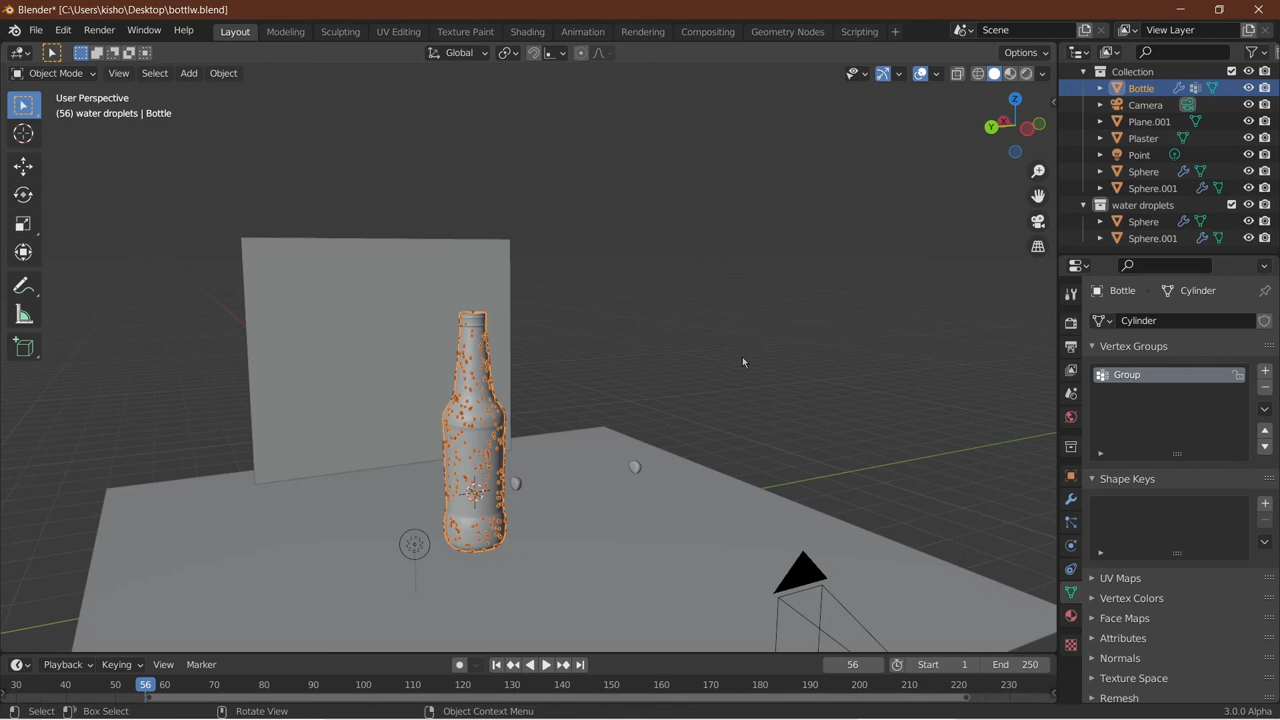 Blender* [C:\Users\kisho\Desktop\bottlw.blend]
File Edit Render Window Help Layout Modeling Sculpting UV Editing Texture Paint Shading Animation Rendering Compositing Geometry Nodes Scripting + Scene View Layer
Global Options
Object Mode View Select Add Object
User Perspective
(56) water droplets | Bottle
Z
Y
X
Collection
Bottle
Camera
Plane.001
Plaster
Point
Sphere
Sphere.001
water droplets
Sphere
Sphere.001
Bottle Cylinder
Cylinder
Vertex Groups
Group
Shape Keys
UV Maps
Vertex Colors
Face Maps
Attributes
Normals
Texture Space
Remesh
Playback Keying View Marker 56 Start 1 End 250
30 40 50 56 60 70 80 90 100 110 120 130 140 150 160 170 180 190 200 210 220 230
Select Box Select Rotate View Object Context Menu 3.0.0 Alpha